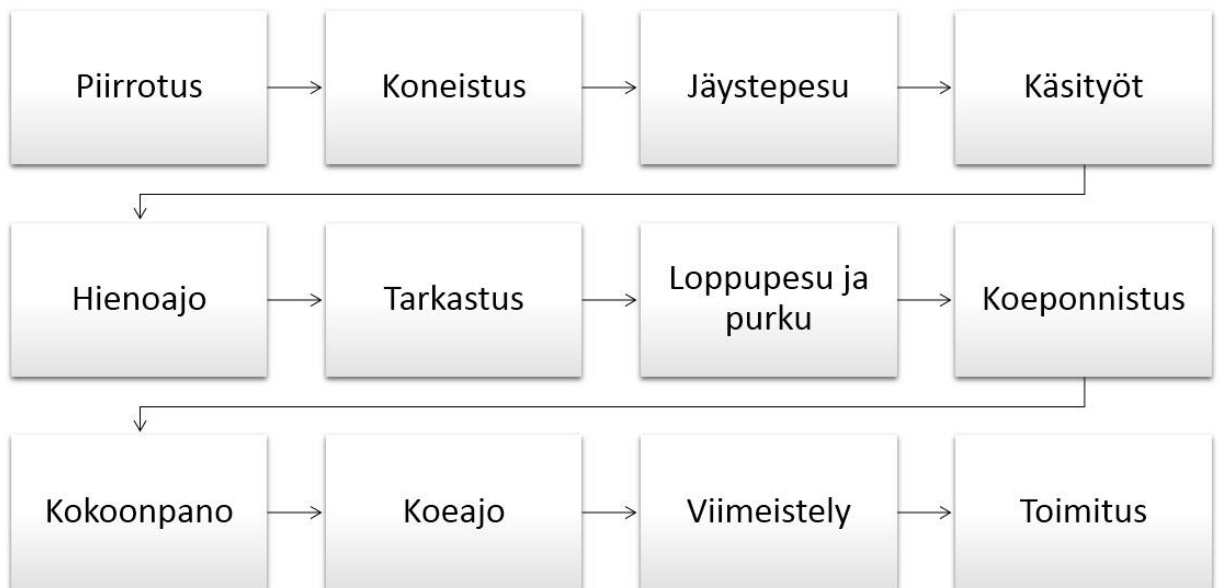 Piirrotus
Koneistus
Jäystepesu
Käsityöt
Hienoajo
Tarkastus
Loppupesu ja
purku
Koeponnistus
Kokoonpano
Koeajo
Viimeistely
Toimitus